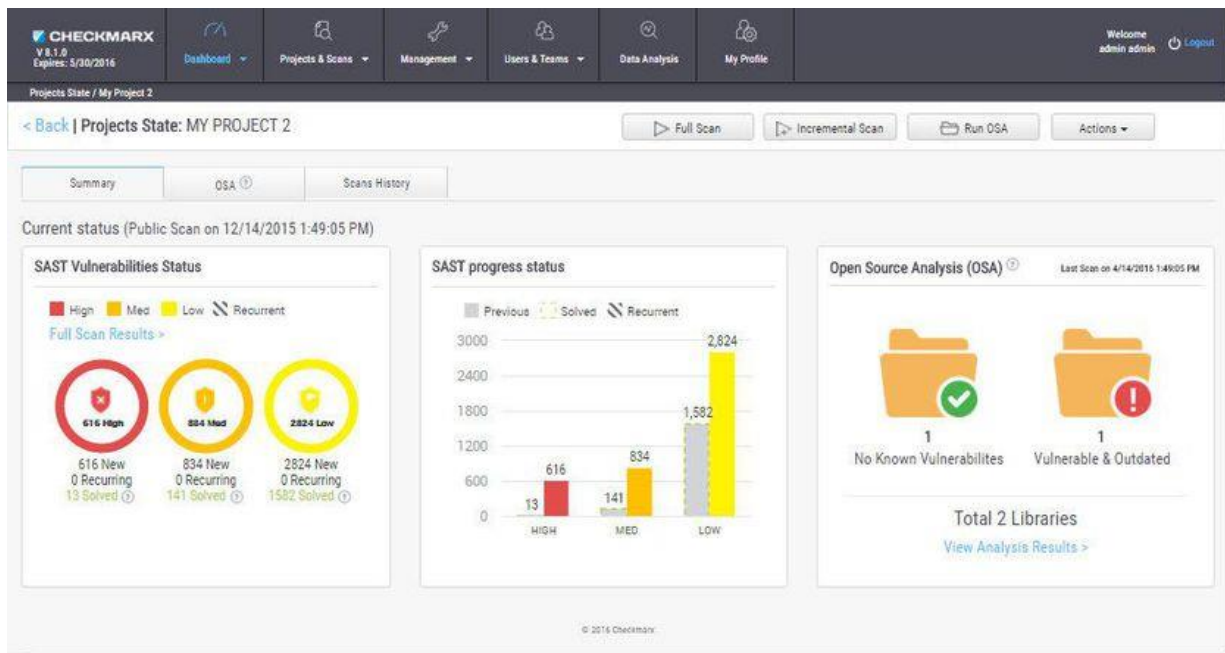 CHECKMARX
V 8.1.0
Expires: 5/30/2016
Dashboard
Projects & Scans
Management
Users & Teams
Data Analysis
My Profile
Welcome
admin admin
Logout
Projects State / My Project 2
< Back | Projects State: MY PROJECT 2
Full Scan
Incremental Scan
Run OSA
Actions
Summary
OSA
Scans History
Current status (Public Scan on 12/14/2015 1:49:05 PM)
SAST Vulnerabilities Status
High Med Low Recurrent
Full Scan Results >
616 High
884 Med
2824 Low
616 New
0 Recurring
13 Solved
834 New
0 Recurring
141 Solved
2824 New
0 Recurring
1582 Solved
SAST progress status
Previous Solved Recurrent
3000
2400
1800
1200
600
0
13
616
141
834
1,582
2,824
HIGH
MED
LOW
Open Source Analysis (OSA)
Last Scan on 4/14/2016 1:49:05 PM
1
No Known Vulnerabilites
1
Vulnerable & Outdated
Total 2 Libraries
View Analysis Results >
© 2016 Checkmarx